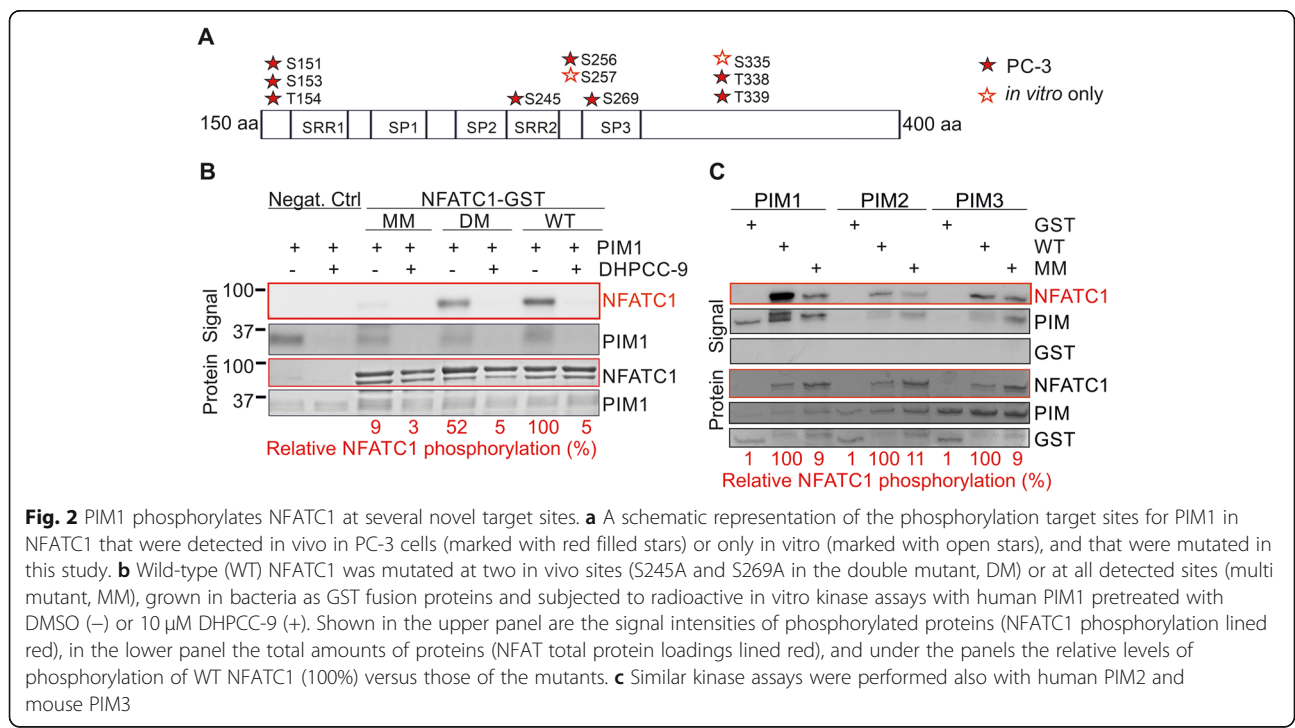 A
S151
S153
T154
S256
S257
S245
S269
S335
T338
T339
PC-3
in vitro only
150 aa
SRR1
SP1
SP2
SRR2
SP3
400 aa
B
Negat. Ctrl
NFATC1-GST
MM
DM
WT
+ + + + + + + + PIM1
- + - + - + - + DHPCC-9
Signal
100
NFATC1
37
PIM1
Protein
100
NFATC1
37
PIM1
9 3 52 5 100 5
Relative NFATC1 phosphorylation (%)
C
PIM1 PIM2 PIM3
+ + + GST
+ + + WT
+ + + MM
Signal
NFATC1
PIM
GST
Protein
NFATC1
PIM
GST
1 100 9 1 100 11 1 100 9
Relative NFATC1 phosphorylation (%)
Fig. 2 PIM1 phosphorylates NFATC1 at several novel target sites. a A schematic representation of the phosphorylation target sites for PIM1 in
NFATC1 that were detected in vivo in PC-3 cells (marked with red filled stars) or only in vitro (marked with open stars), and that were mutated in
this study. b Wild-type (WT) NFATC1 was mutated at two in vivo sites (S245A and S269A in the double mutant, DM) or at all detected sites (multi
mutant, MM), grown in bacteria as GST fusion proteins and subjected to radioactive in vitro kinase assays with human PIM1 pretreated with
DMSO (−) or 10 μM DHPCC-9 (+). Shown in the upper panel are the signal intensities of phosphorylated proteins (NFATC1 phosphorylation lined
red), in the lower panel the total amounts of proteins (NFAT total protein loadings lined red), and under the panels the relative levels of
phosphorylation of WT NFATC1 (100%) versus those of the mutants. c Similar kinase assays were performed also with human PIM2 and
mouse PIM3